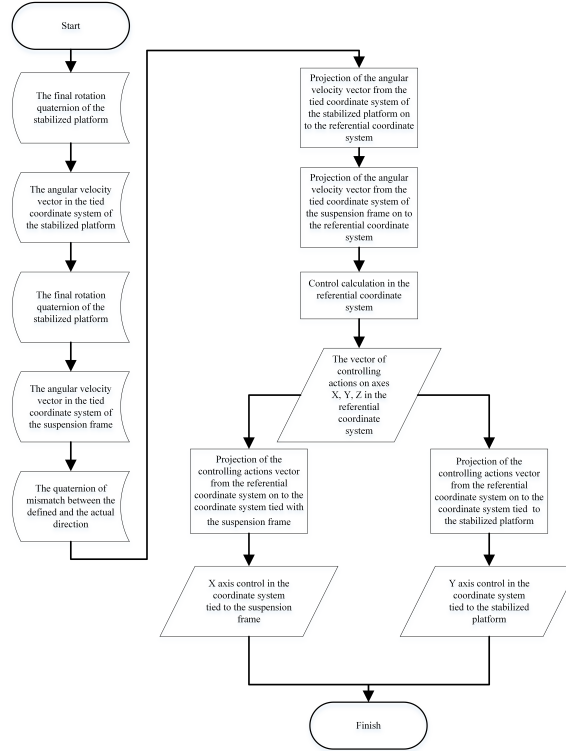 Start
The final rotation
quaternion of the
stabilized platform
The angular velocity
vector in the tied
coordinate system of
the stabilized platform
The final rotation
quaternion of the
stabilized platform
The angular velocity
vector in the tied
coordinate system of
the suspension frame
The quaternion of
mismatch between the
defined and the actual
direction
Projection of the angular
velocity vector from the
tied coordinate system of
the stabilized platform on
to the referential coordinate
system
Projection of the angular
velocity vector from the
tied coordinate system of
the suspension frame on to
the referential coordinate
system
Control calculation in the
referential coordinate
system
The vector of
controlling
actions on axes
X, Y, Z in the
referential
coordinate
system
Projection of the
controlling actions vector
from the referential
coordinate system on to the
coordinate system tied with
the suspension frame
Projection of the
controlling actions vector
from the referential
coordinate system on to the
coordinate system tied to
the stabilized platform
X axis control in the
coordinate system
tied to the suspension
frame
Y axis control in the
coordinate system
tied to the stabilized
platform
Finish